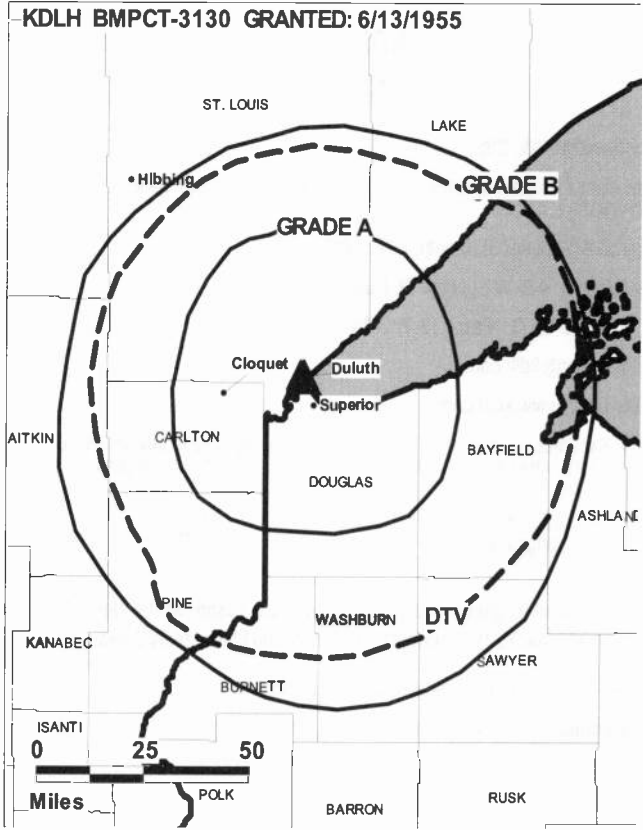 KDLH BMPCT-3130 GRANTED: 6/13/1955
ST. LOUIS
LAKE
Hibbing
GRADE B
GRADE A
Cloquet
Duluth
Superior
AITKIN
CARLTON
BAYFIELD
DOUGLAS
ASHLAND
PINE
WASHBURN
DTV
KANABEC
SAWYER
BURNETT
ISANTI
0 25 50
Miles
POLK
BARRON
RUSK